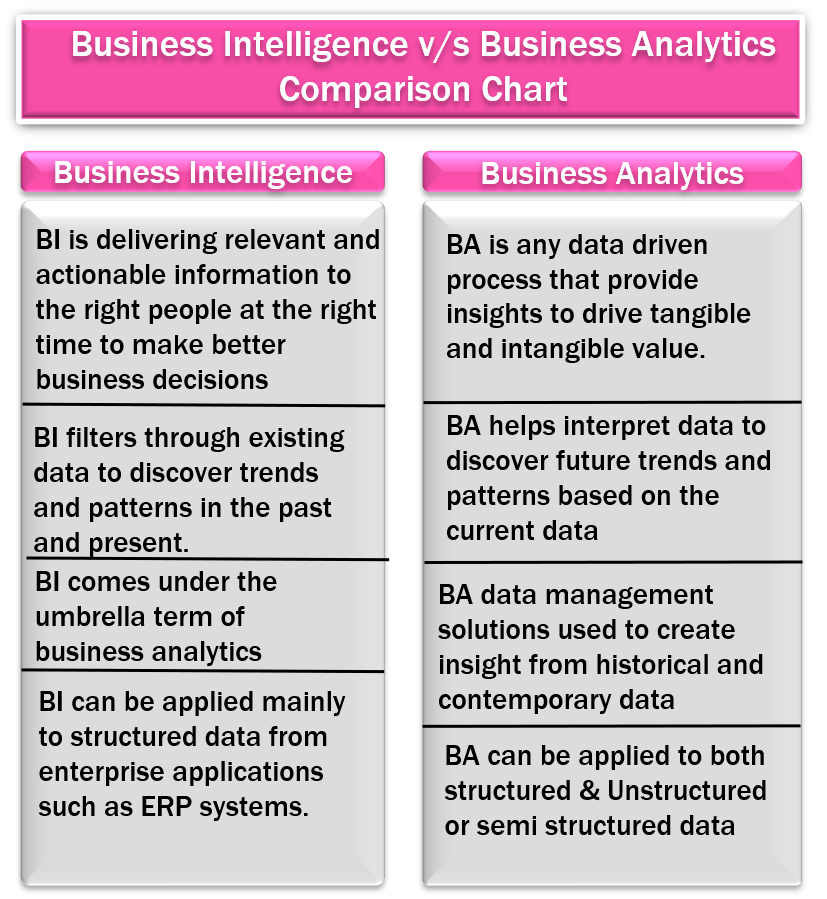 Business Intelligence v/s Business Analytics
Comparison Chart
Business Intelligence
BI is delivering relevant and
actionable information to
the right people at the right
time to make better
business decisions
BI filters through existing
data to discover trends
and patterns in the past
and present.
BI comes under the
umbrella term of
business analytics
BI can be applied mainly
to structured data from
enterprise applications
such as ERP systems.
Business Analytics
BA is any data driven
process that provide
insights to drive tangible
and intangible value.
BA helps interpret data to
discover future trends and
patterns based on the
current data
BA data management
solutions used to create
insight from historical and
contemporary data
BA can be applied to both
structured & Unstructured
or semi structured data